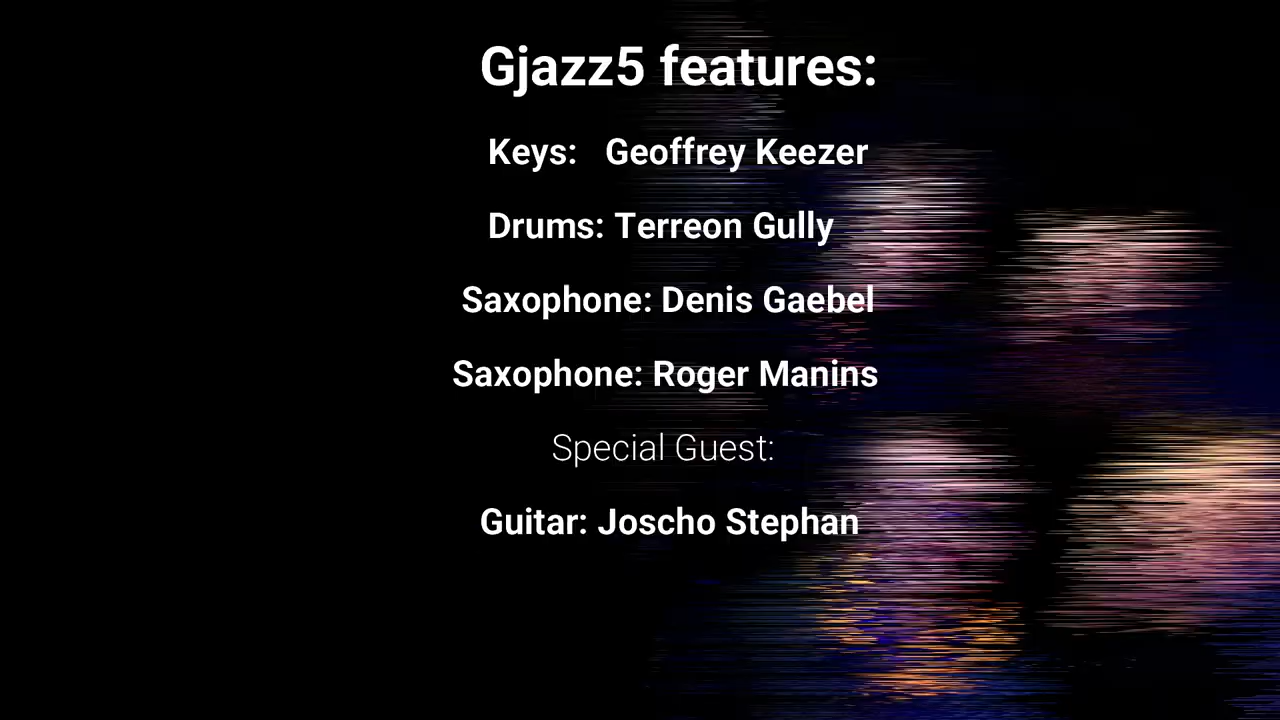 Gjazz5 features:
Keys: Geoffrey Keezer
Drums: Terreon Gully
Saxophone: Denis Gaebel
Saxophone: Roger Manins
Special Guest:
Guitar: Joscho Stephan